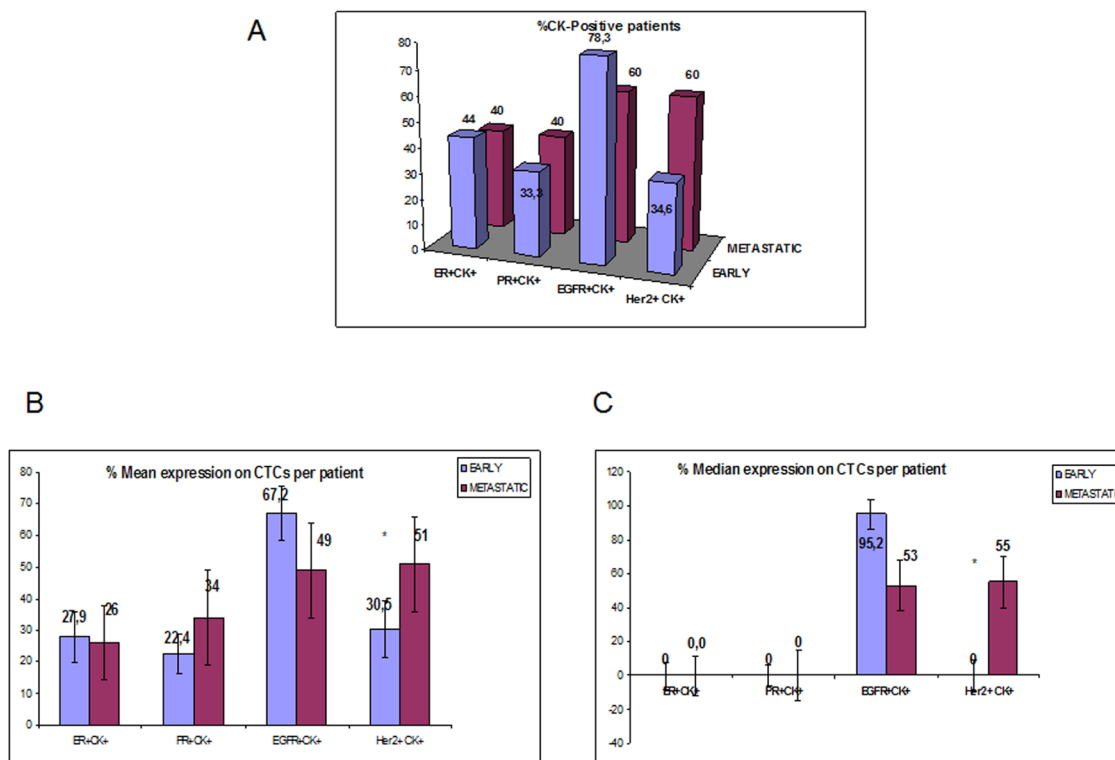 A
%CK-Positive patients
80
70
60
50
40
30
20
10
0
44
40
33,3
40
78,3
60
34,6
60
ER+CK+
PR+CK+
EGFR+CK+
Her2+ CK+
METASTATIC
EARLY
B
% Mean expression on CTCs per patient
EARLY
METASTATIC
80
70
60
50
40
30
20
10
0
27,9
26
22,4
34
67,2
49
*
30,5
51
ER+CK+
PR+CK+
EGFR+CK+
Her2+ CK+
C
% Median expression on CTCs per patient
EARLY
METASTATIC
120
100
80
60
40
20
0
-20
-40
0
0,0
0
0
95,2
53
*
0
55
ER+CK+
PR+CK+
EGFR+CK+
Her2+ CK+